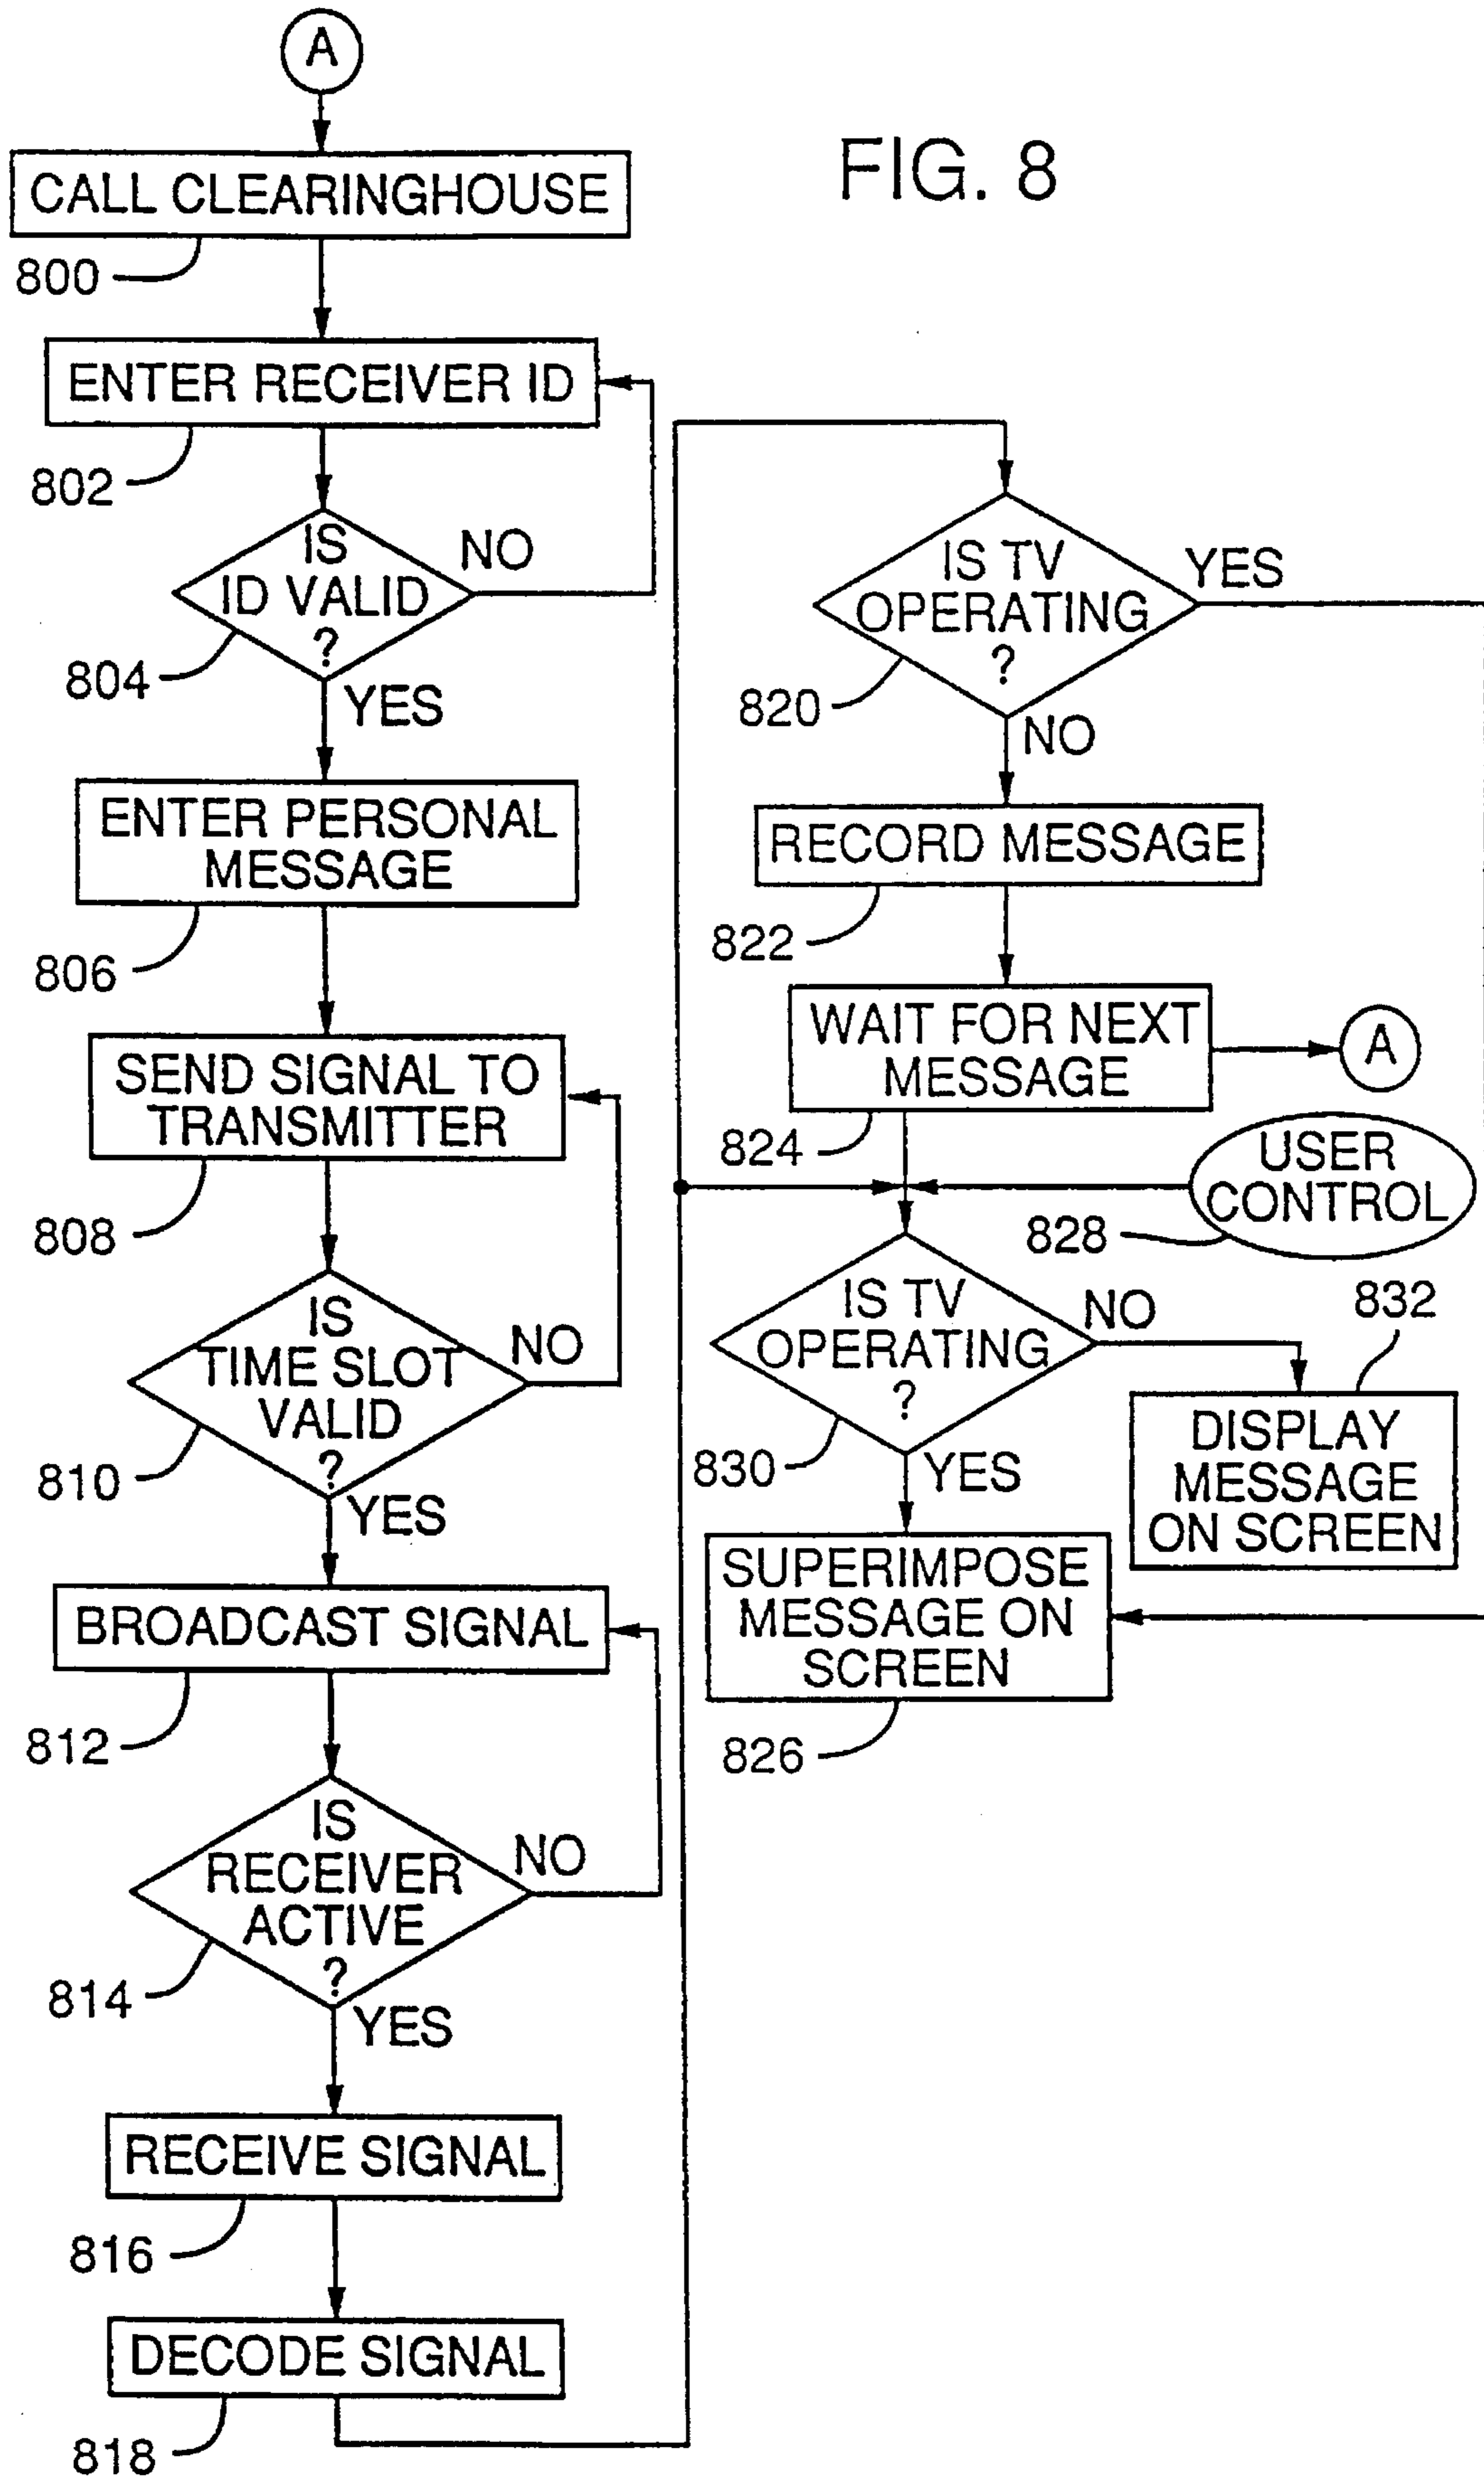 A
FIG. 8
CALL CLEARINGHOUSE
800
ENTER RECEIVER ID
802
IS
ID VALID
?
NO
804
YES
ENTER PERSONAL
MESSAGE
806
SEND SIGNAL TO
TRANSMITTER
808
IS
TIME SLOT
VALID
?
NO
810
YES
BROADCAST SIGNAL
812
IS
RECEIVER
ACTIVE
?
NO
814
YES
RECEIVE SIGNAL
816
DECODE SIGNAL
818
IS TV
OPERATING
?
YES
820
NO
RECORD MESSAGE
822
WAIT FOR NEXT
MESSAGE
A
824
USER
CONTROL
828
IS TV
OPERATING
?
NO
832
830
YES
DISPLAY
MESSAGE
ON SCREEN
SUPERIMPOSE
MESSAGE ON
SCREEN
826